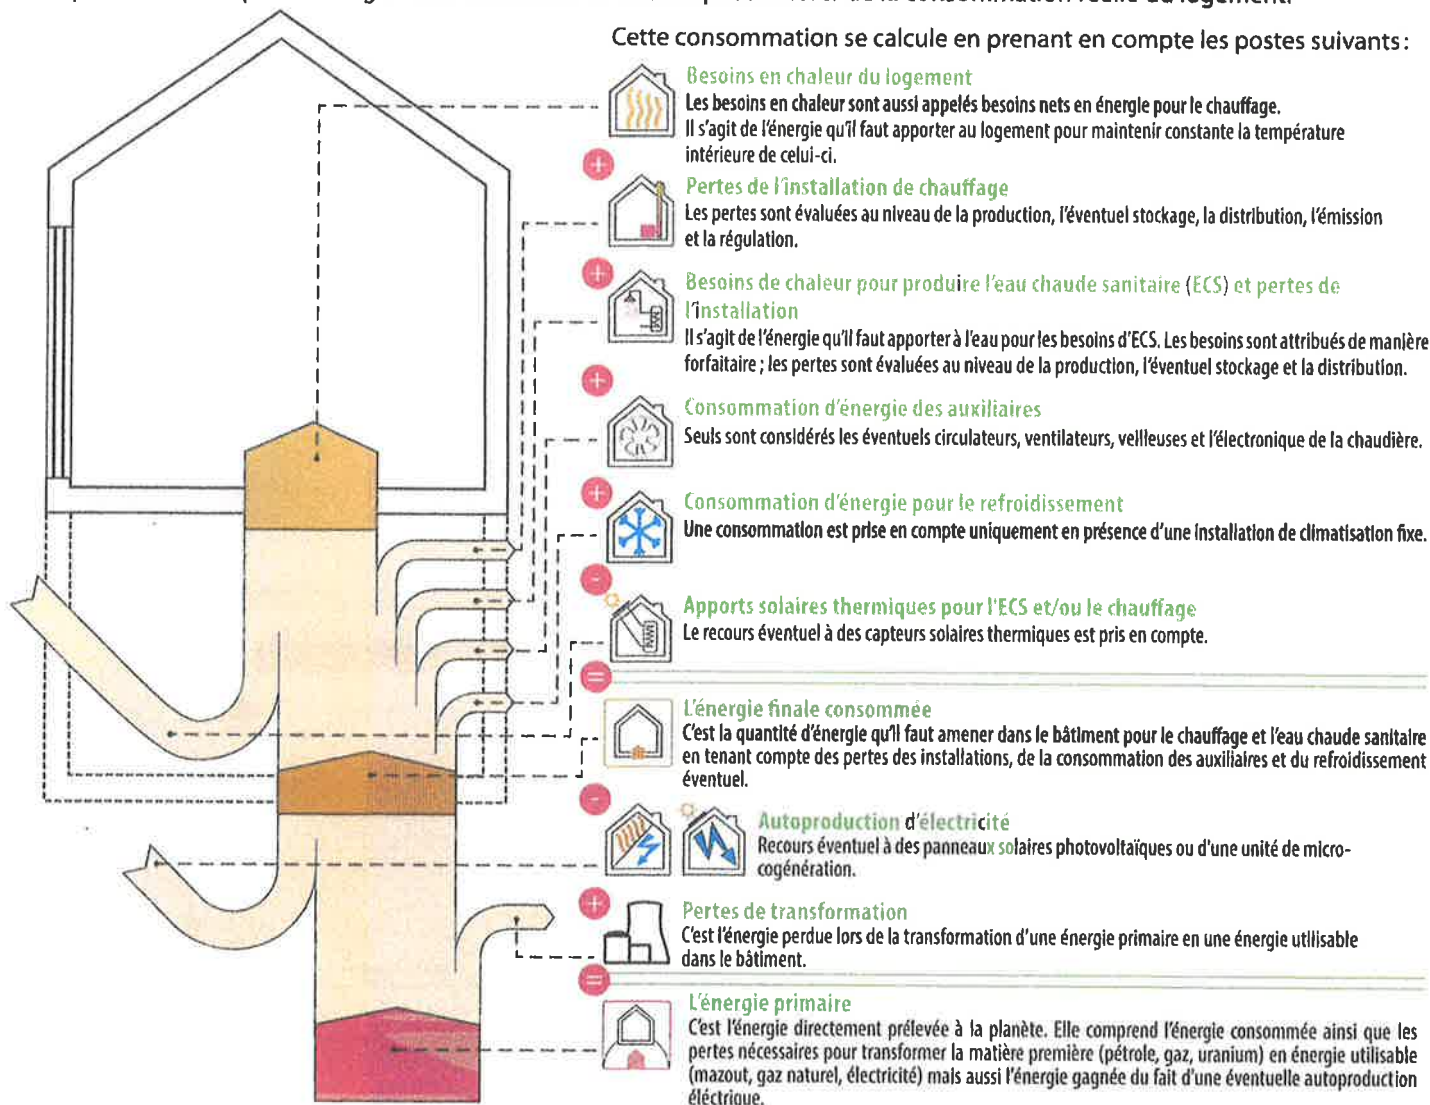 de la consommation réelle du logement.
Cette consommation se calcule en prenant en compte les postes suivants :
Besoins en chaleur du logement
Les besoins en chaleur sont aussi appelés besoins nets en énergie pour le chauffage.
Il s'agit de l'énergie qu'il faut apporter au logement pour maintenir constante la température
intérieure de celui-ci.
+
Pertes de l'installation de chauffage
Les pertes sont évaluées au niveau de la production, l'éventuel stockage, la distribution, l'émission
et la régulation.
+
Besoins de chaleur pour produire l'eau chaude sanitaire (ECS) et pertes de
l'installation
Il s'agit de l'énergie qu'il faut apporter à l'eau pour les besoins d'ECS. Les besoins sont attribués de manière
forfaitaire ; les pertes sont évaluées au niveau de la production, l'éventuel stockage et la distribution.
+
Consommation d'énergie des auxiliaires
Seuls sont considérés les éventuels circulateurs, ventilateurs, veilleuses et l'électronique de la chaudière.
+
Consommation d'énergie pour le refroidissement
Une consommation est prise en compte uniquement en présence d'une installation de climatisation fixe.
-
Apports solaires thermiques pour l'ECS et/ou le chauffage
Le recours éventuel à des capteurs solaires thermiques est pris en compte.
=
L'énergie finale consommée
C'est la quantité d'énergie qu'il faut amener dans le bâtiment pour le chauffage et l'eau chaude sanitaire
en tenant compte des pertes des installations, de la consommation des auxiliaires et du refroidissement
éventuel.
-
Autoproduction d'électricité
Recours éventuel à des panneaux solaires photovoltaïques ou d'une unité de micro-
cogénération.
+
Pertes de transformation
C'est l'énergie perdue lors de la transformation d'une énergie primaire en une énergie utilisable
dans le bâtiment.
=
L'énergie primaire
C'est l'énergie directement prélevée à la planète. Elle comprend l'énergie consommée ainsi que les
pertes nécessaires pour transformer la matière première (pétrole, gaz, uranium) en énergie utilisable
(mazout, gaz naturel, électricité) mais aussi l'énergie gagnée du fait d'une éventuelle autoproduction
éléctrique.